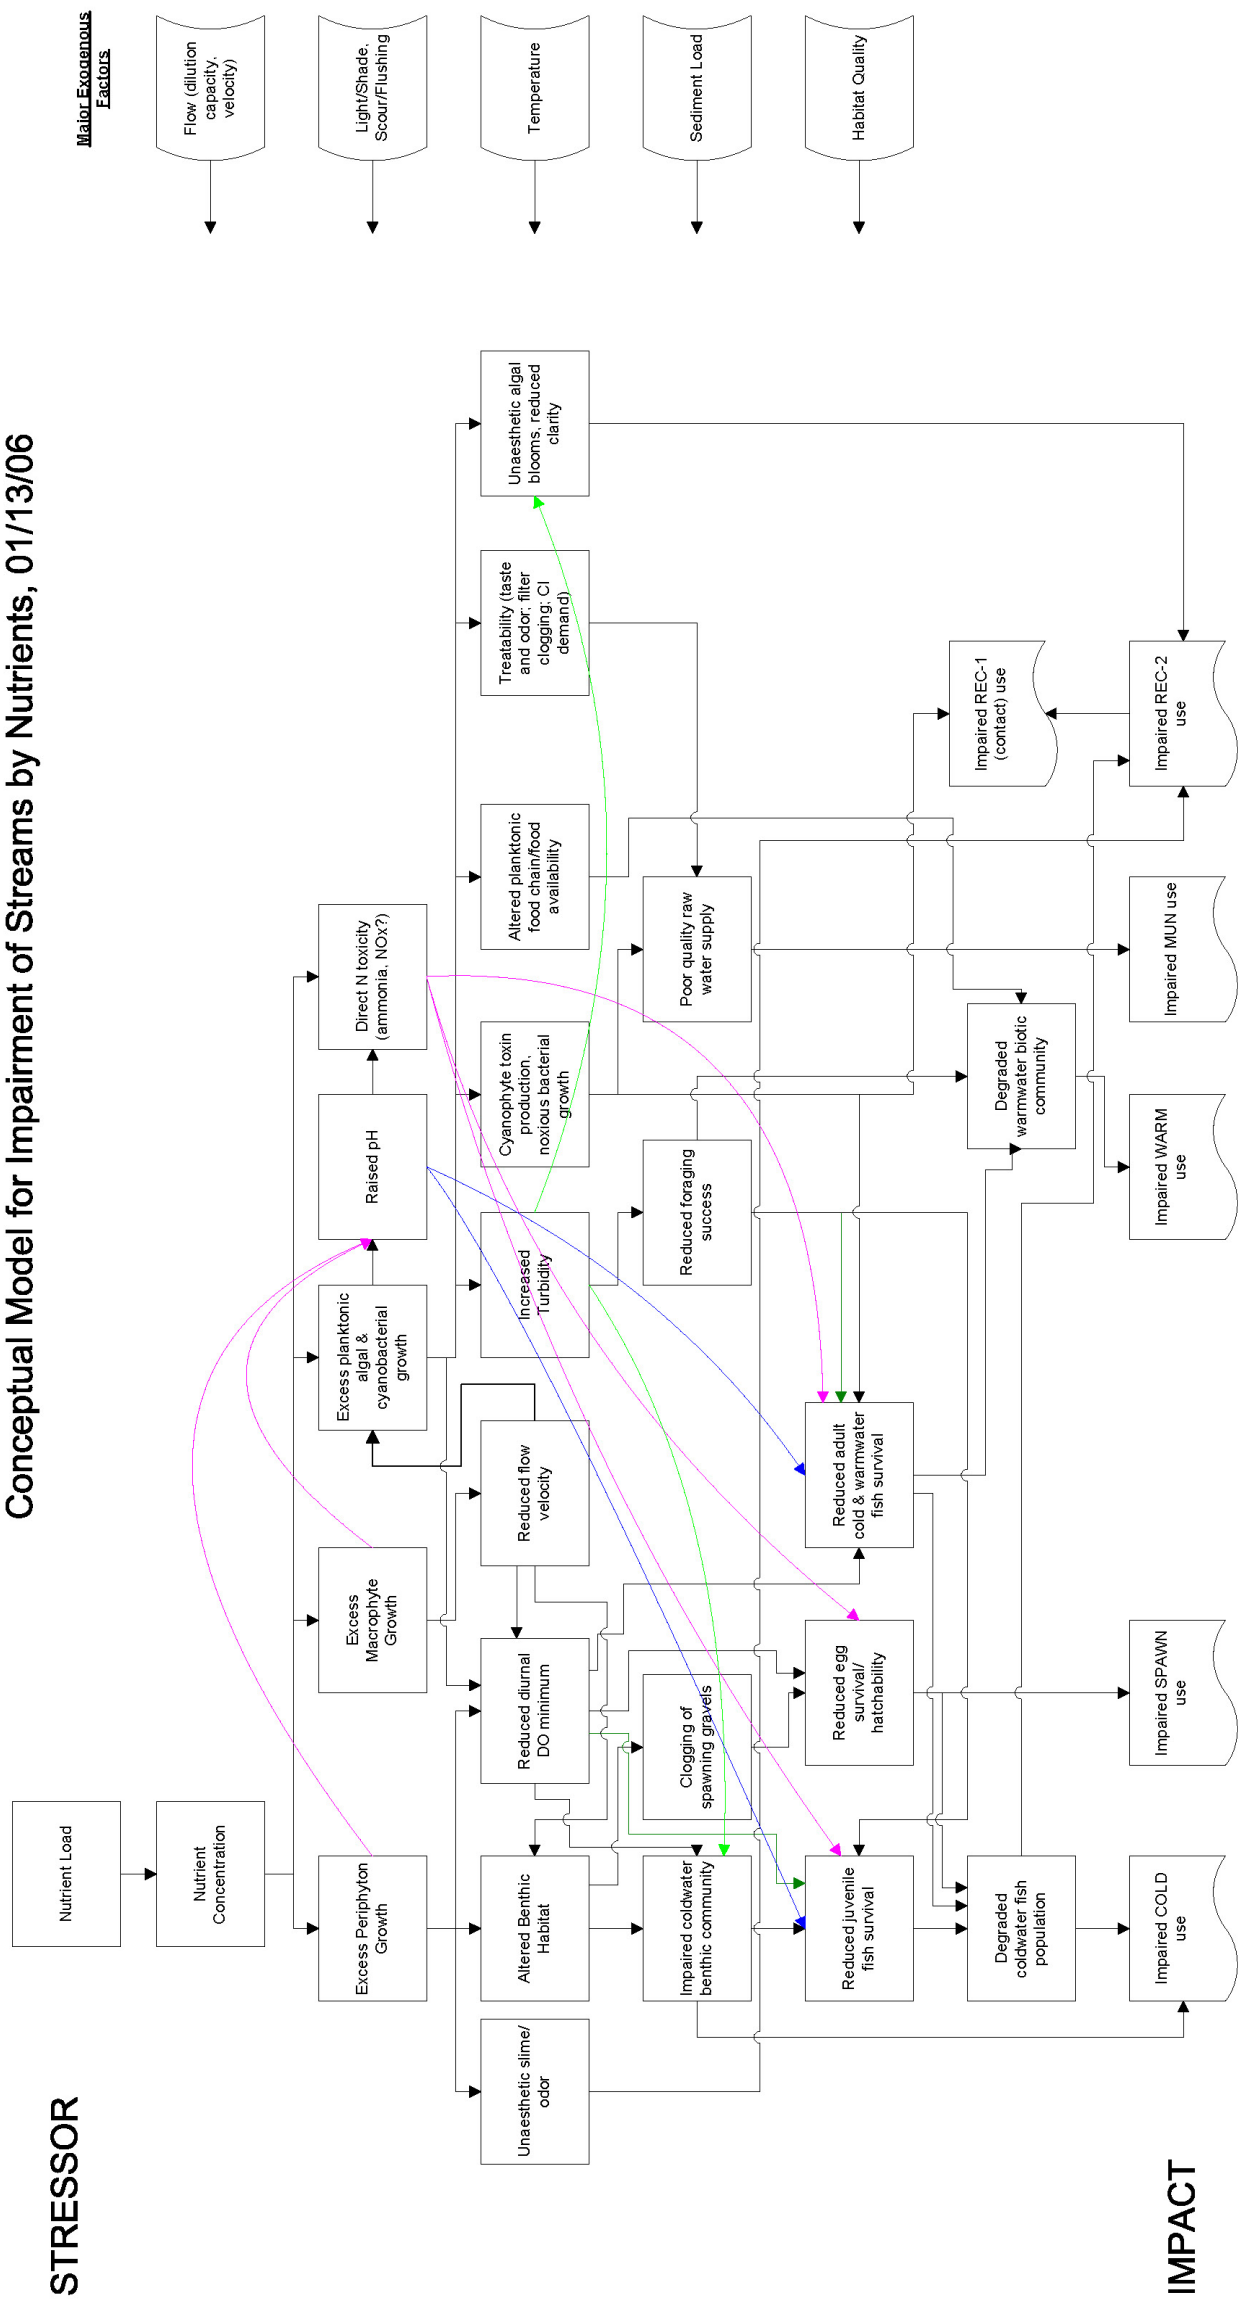 Conceptual Model for Impairment of Streams by Nutrients, 01/13/06
STRESSOR
Major Exogenous
Factors
Nutrient Load
Nutrient
Concentration
Flow (dilution
capacity,
velocity)
Excess Periphyton
Growth
Excess
Macrophyte
Growth
Excess planktonic
algal &
cyanobacterial
growth
Raised pH
Direct N toxicity
(ammonia, NOx?)
Light/Shade,
Scour/Flushing
Unaesthetic slime/
odor
Altered Benthic
Habitat
Reduced diurnal
DO minimum
Reduced flow
velocity
Increased
Turbidity
Cyanophyte toxin
production,
noxious bacterial
growth
Altered planktonic
food chain/food
availability
Treatability (taste
and odor; filter
clogging; Cl
demand)
Unaesthetic algal
blooms, reduced
clarity
Temperature
Impaired coldwater
benthic community
Clogging of
spawning gravels
Reduced foraging
success
Poor quality raw
water supply
Sediment Load
Reduced juvenile
fish survival
Reduced egg
survival/
hatchability
Reduced adult
cold & warmwater
fish survival
Habitat Quality
Degraded
coldwater fish
population
Degraded
warmwater biotic
community
Impaired REC-1
(contact) use
IMPACT
Impaired COLD
use
Impaired SPAWN
use
Impaired WARM
use
Impaired MUN use
Impaired REC-2
use